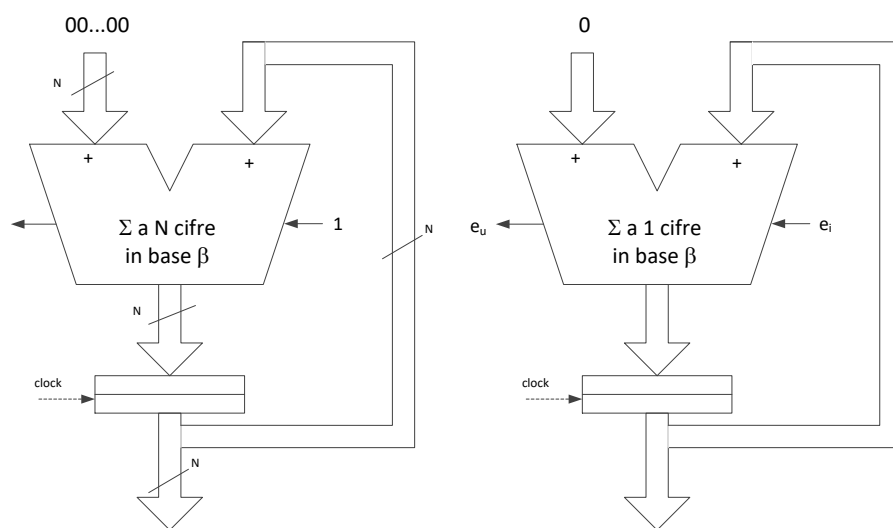 00...00
N
+
+
Σ a N cifre
in base β
1
N
N
clock
N
0
+
+
e_u
Σ a 1 cifre
in base β
e_i
clock